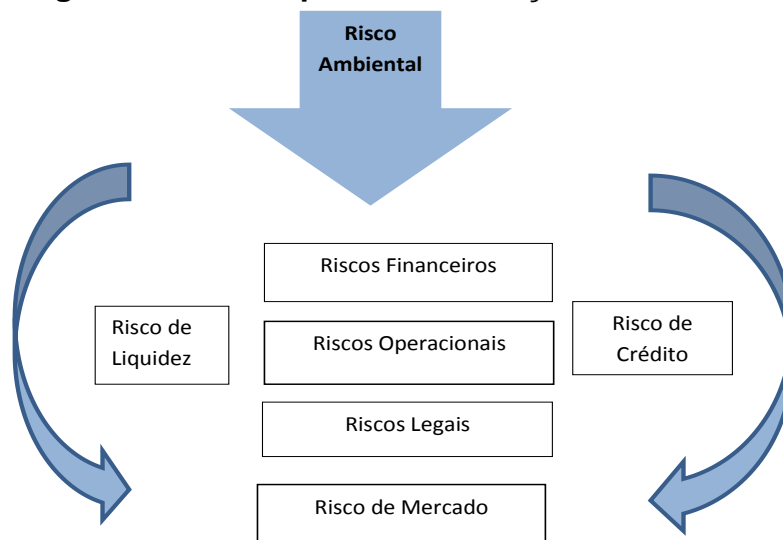 Risco
Ambiental
Riscos Financeiros
Risco de
Liquidez
Riscos Operacionais
Risco de
Crédito
Riscos Legais
Risco de Mercado